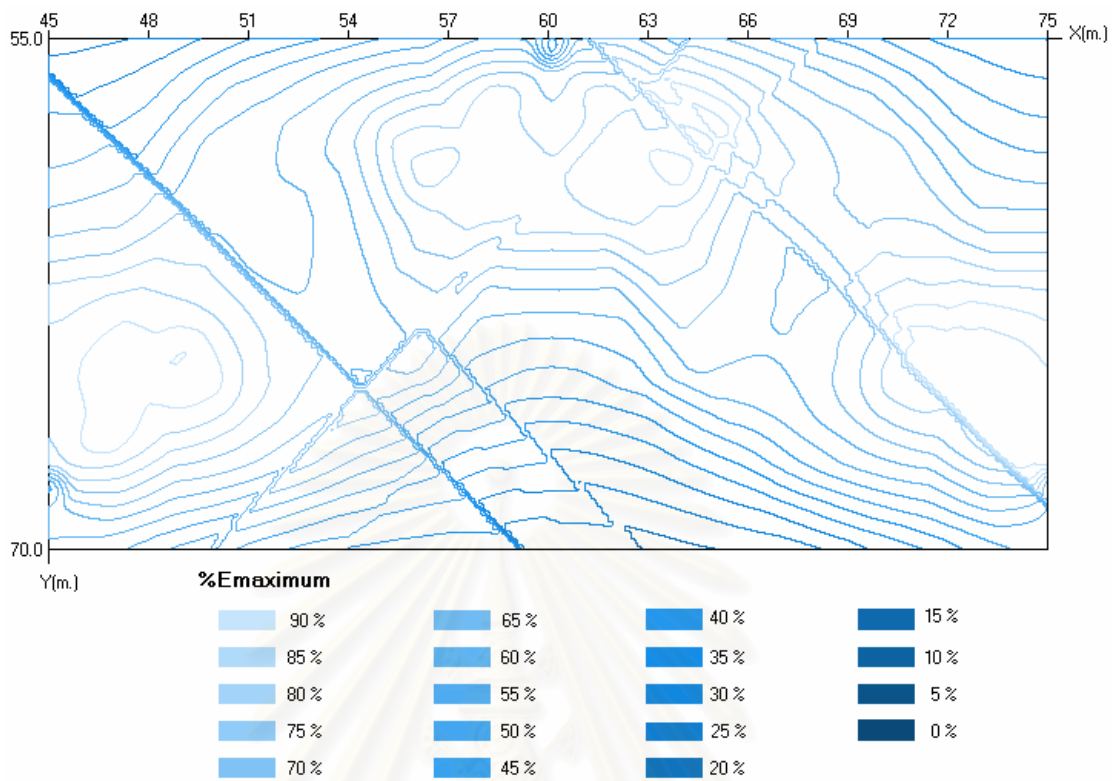 45 48 51 54 57 60 63 66 69 72 75
55.0 X(m.)
70.0
Y(m.)
%Emaximum
90 % 65 % 40 % 15 %
85 % 60 % 35 % 10 %
80 % 55 % 30 % 5 %
75 % 50 % 25 % 0 %
70 % 45 % 20 %